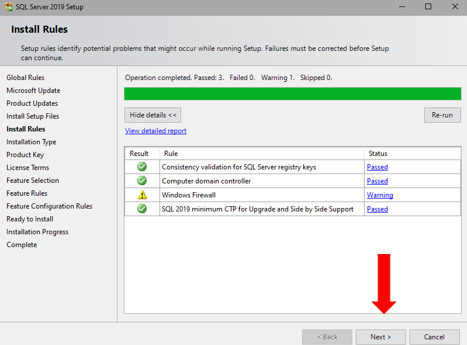 SQL Server 2019 Setup
Install Rules
Setup rules identify potential problems that might occur while running Setup. Failures must be corrected before Setup
can continue.
Global Rules
Microsoft Update
Product Updates
Install Setup Files
Install Rules
Installation Type
Product Key
License Terms
Feature Selection
Feature Rules
Feature Configuration Rules
Ready to Install
Installation Progress
Complete
Operation completed. Passed: 3. Failed 0. Warning 1. Skipped 0.
Hide details << Re-run
View detailed report
Result Rule Status
Consistency validation for SQL Server registry keys Passed
Computer domain controller Passed
Windows Firewall Warning
SQL 2019 minimum CTP for Upgrade and Side by Side Support Passed
< Back Next > Cancel